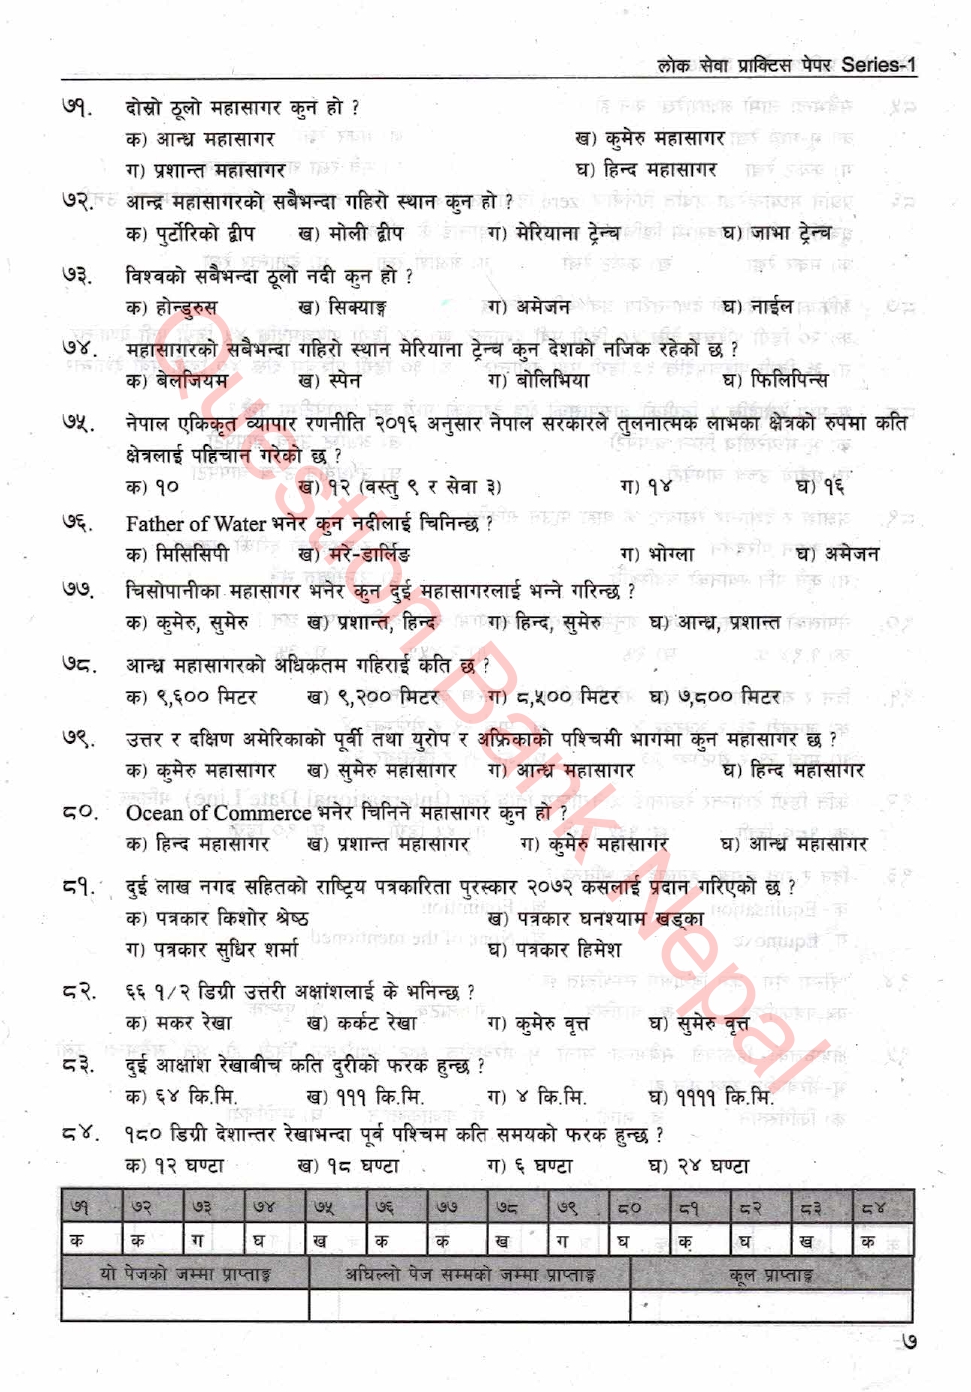 लोक सेवा प्राक्टिस पेपर Series-1
७१. दोस्रो ठूलो महासागर कुन हो ?
क) आन्ध्र महासागर ख) कुमेरु महासागर
ग) प्रशान्त महासागर घ) हिन्द महासागर
७२. आन्द्र महासागरको सबैभन्दा गहिरो स्थान कुन हो ?
क) पुर्टोरिको द्वीप ख) मोली द्वीप ग) मेरियाना ट्रेन्च घ) जाभा ट्रेन्च
७३. विश्वको सबैभन्दा ठूलो नदी कुन हो ?
क) होन्डुरुस ख) सिक्याङ्ग ग) अमेजन घ) नाईल
७४. महासागरको सबैभन्दा गहिरो स्थान मेरियाना ट्रेन्च कुन देशको नजिक रहेको छ ?
क) बेलजियम ख) स्पेन ग) बोलिभिया घ) फिलिपिन्स
७५. नेपाल एकिकृत व्यापार रणनीति २०१६ अनुसार नेपाल सरकारले तुलनात्मक लाभका क्षेत्रको रुपमा कति
क्षेत्रलाई पहिचान गरेको छ ?
क) १० ख) १२ (वस्तु ९ र सेवा ३) ग) १४ घ) १६
७६. Father of Water भनेर कुन नदीलाई चिनिन्छ ?
क) मिसिसिपी ख) मरे-डार्लिङ ग) भोग्ला घ) अमेजन
७७. चिसोपानीका महासागर भनेर कुन दुई महासागरलाई भन्ने गरिन्छ ?
क) कुमेरु, सुमेरु ख) प्रशान्त, हिन्द ग) हिन्द, सुमेरु घ) आन्ध्र, प्रशान्त
७८. आन्ध्र महासागरको अधिकतम गहिराई कति छ ?
क) ९,६०० मिटर ख) ९,२०० मिटर ग) ८,५०० मिटर घ) ७,८०० मिटर
७९. उत्तर र दक्षिण अमेरिकाको पूर्वी तथा युरोप र अफ्रिकाको पश्चिमी भागमा कुन महासागर छ ?
क) कुमेरु महासागर ख) सुमेरु महासागर ग) आन्ध्र महासागर घ) हिन्द महासागर
८०. Ocean of Commerce भनेर चिनिने महासागर कुन हो ?
क) हिन्द महासागर ख) प्रशान्त महासागर ग) कुमेरु महासागर घ) आन्ध्र महासागर
८१. दुई लाख नगद सहितको राष्ट्रिय पत्रकारिता पुरस्कार २०७२ कसलाई प्रदान गरिएको छ ?
क) पत्रकार किशोर श्रेष्ठ ख) पत्रकार घनश्याम खड्का
ग) पत्रकार सुधिर शर्मा घ) पत्रकार हिमेश
८२. ६६ १/२ डिग्री उत्तरी अक्षांशलाई के भनिन्छ ?
क) मकर रेखा ख) कर्कट रेखा ग) कुमेरु वृत्त घ) सुमेरु वृत्त
८३. दुई आक्षांश रेखाबीच कति दुरीको फरक हुन्छ ?
क) ६४ कि.मि. ख) १११ कि.मि. ग) ४ कि.मि. घ) ११११ कि.मि.
८४. १८० डिग्री देशान्तर रेखाभन्दा पूर्व पश्चिम कति समयको फरक हुन्छ ?
क) १२ घण्टा ख) १८ घण्टा ग) ६ घण्टा घ) २४ घण्टा
७१ ७२ ७३ ७४ ७५ ७६ ७७ ७८ ७९ ८० ८१ ८२ ८३ ८४
क क ग घ ख क क ख ग घ क घ ख क
यो पेजको जम्मा प्राप्ताङ्क अघिल्लो पेज सम्मको जम्मा प्राप्ताङ्क कूल प्राप्ताङ्क
७
Question Bank Nepal